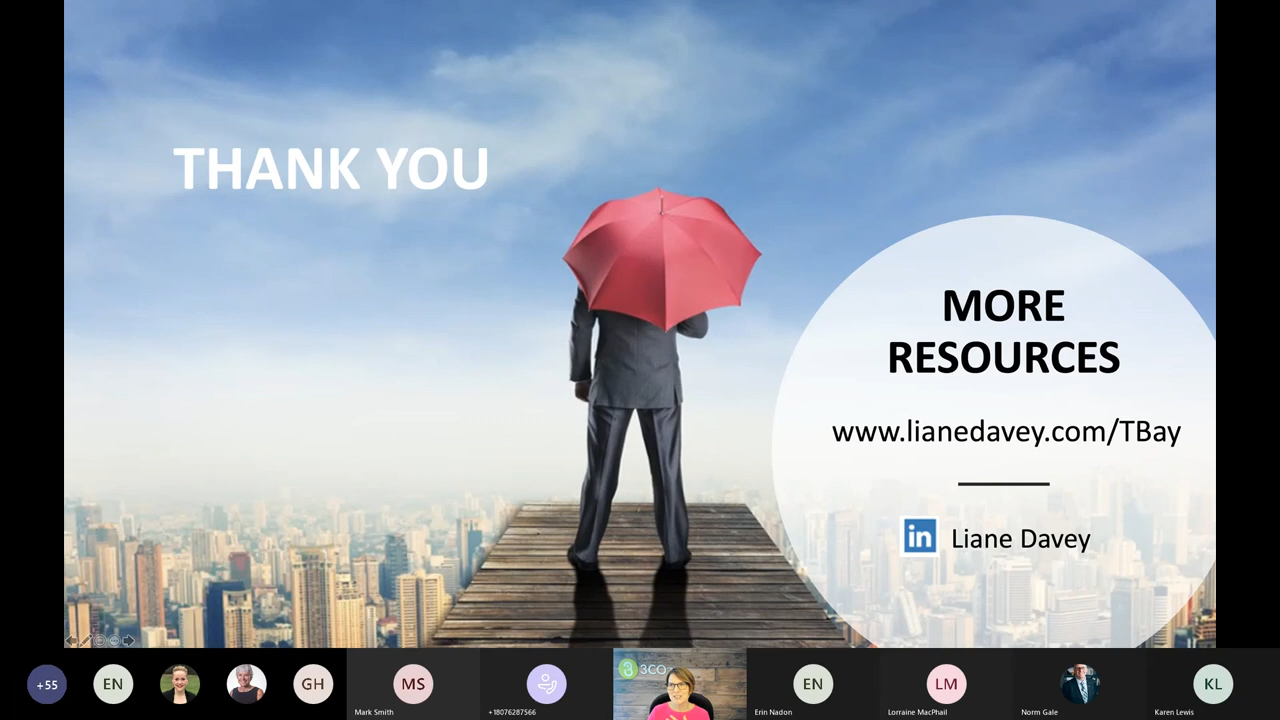 THANK YOU
MORE
RESOURCES
www.lianedavey.com/TBay
in Liane Davey
+55
EN
GH
MS
3CO
EN
LM
KL
Mark Smith
+18076287566
Erin Nadon
Lorraine MacPhail
Norm Gale
Karen Lewis